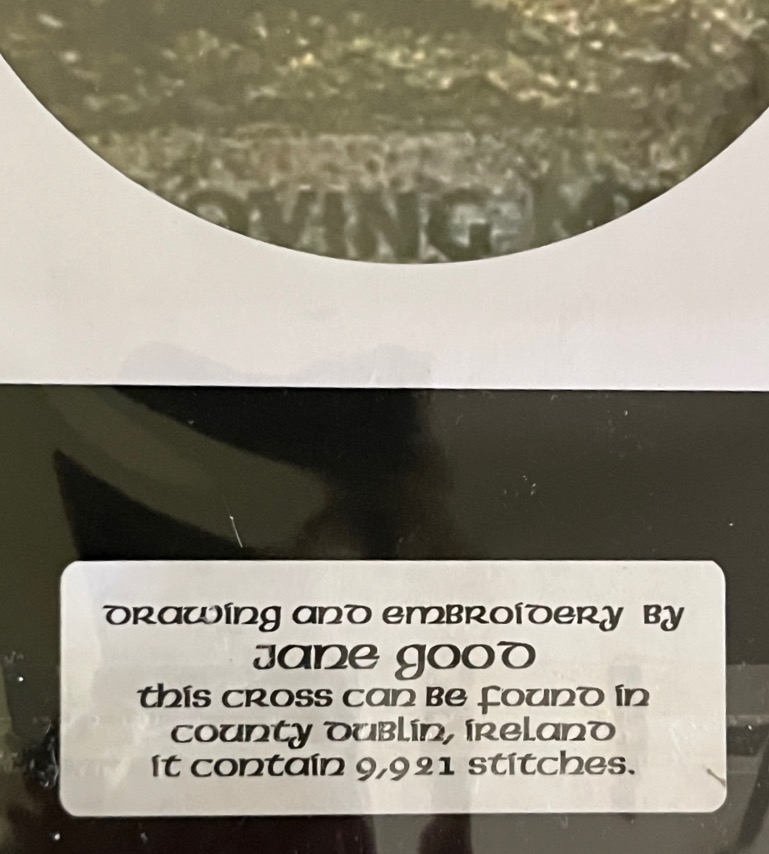 OVING
Drawing and embroidery By
Jane Good
this cross can Be found in
county Dublin, Ireland
It contain 9,921 stitches.